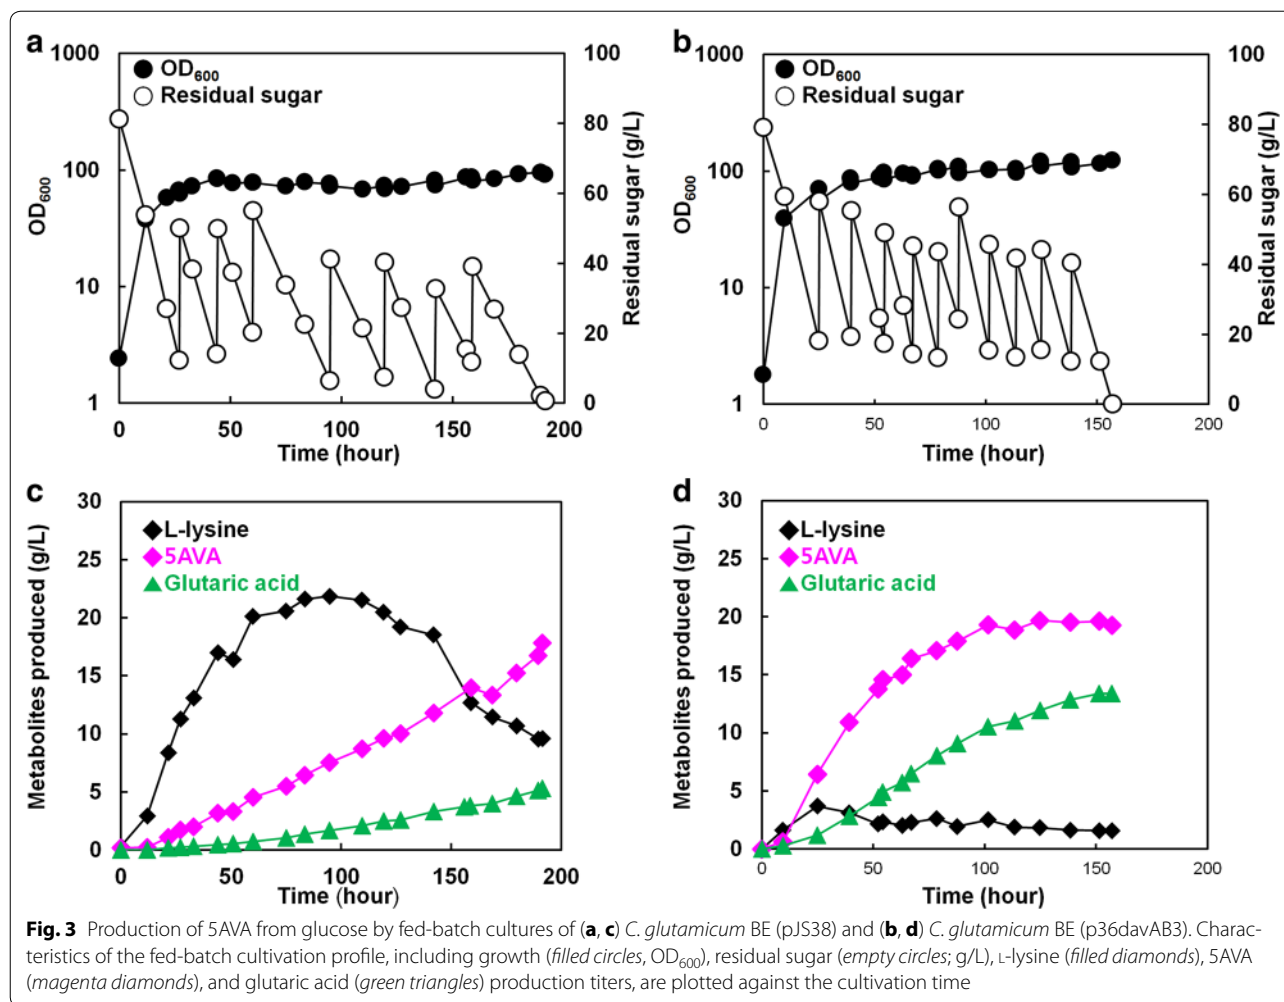 a
1000
100
10
1
OD600
OD600
Residual sugar
100
80
60
40
20
0
Residual sugar (g/L)
0 50 100 150 200
Time (hour)
b
1000
100
10
1
OD600
OD600
Residual sugar
100
80
60
40
20
0
Residual sugar (g/L)
0 50 100 150 200
Time (hour)
c
30
25
20
15
10
5
0
Metabolites produced (g/L)
L-lysine
5AVA
Glutaric acid
0 50 100 150 200
Time (hour)
d
30
25
20
15
10
5
0
Metabolites produced (g/L)
L-lysine
5AVA
Glutaric acid
0 50 100 150 200
Time (hour)
Fig. 3 Production of 5AVA from glucose by fed-batch cultures of (a, c) C. glutamicum BE (pJS38) and (b, d) C. glutamicum BE (p36davAB3). Charac-
teristics of the fed-batch cultivation profile, including growth (filled circles, OD600), residual sugar (empty circles; g/L), L-lysine (filled diamonds), 5AVA
(magenta diamonds), and glutaric acid (green triangles) production titers, are plotted against the cultivation time